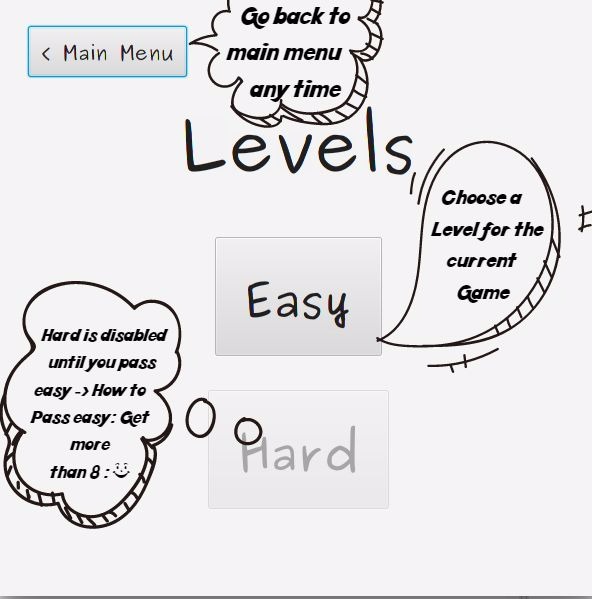 Go back to
main menu
any time
< Main Menu
Levels
Choose a
Level for the
current
Game
Easy
Hard is disabled
until you pass
easy -> How to
Pass easy : Get
more
than 8 :
Hard